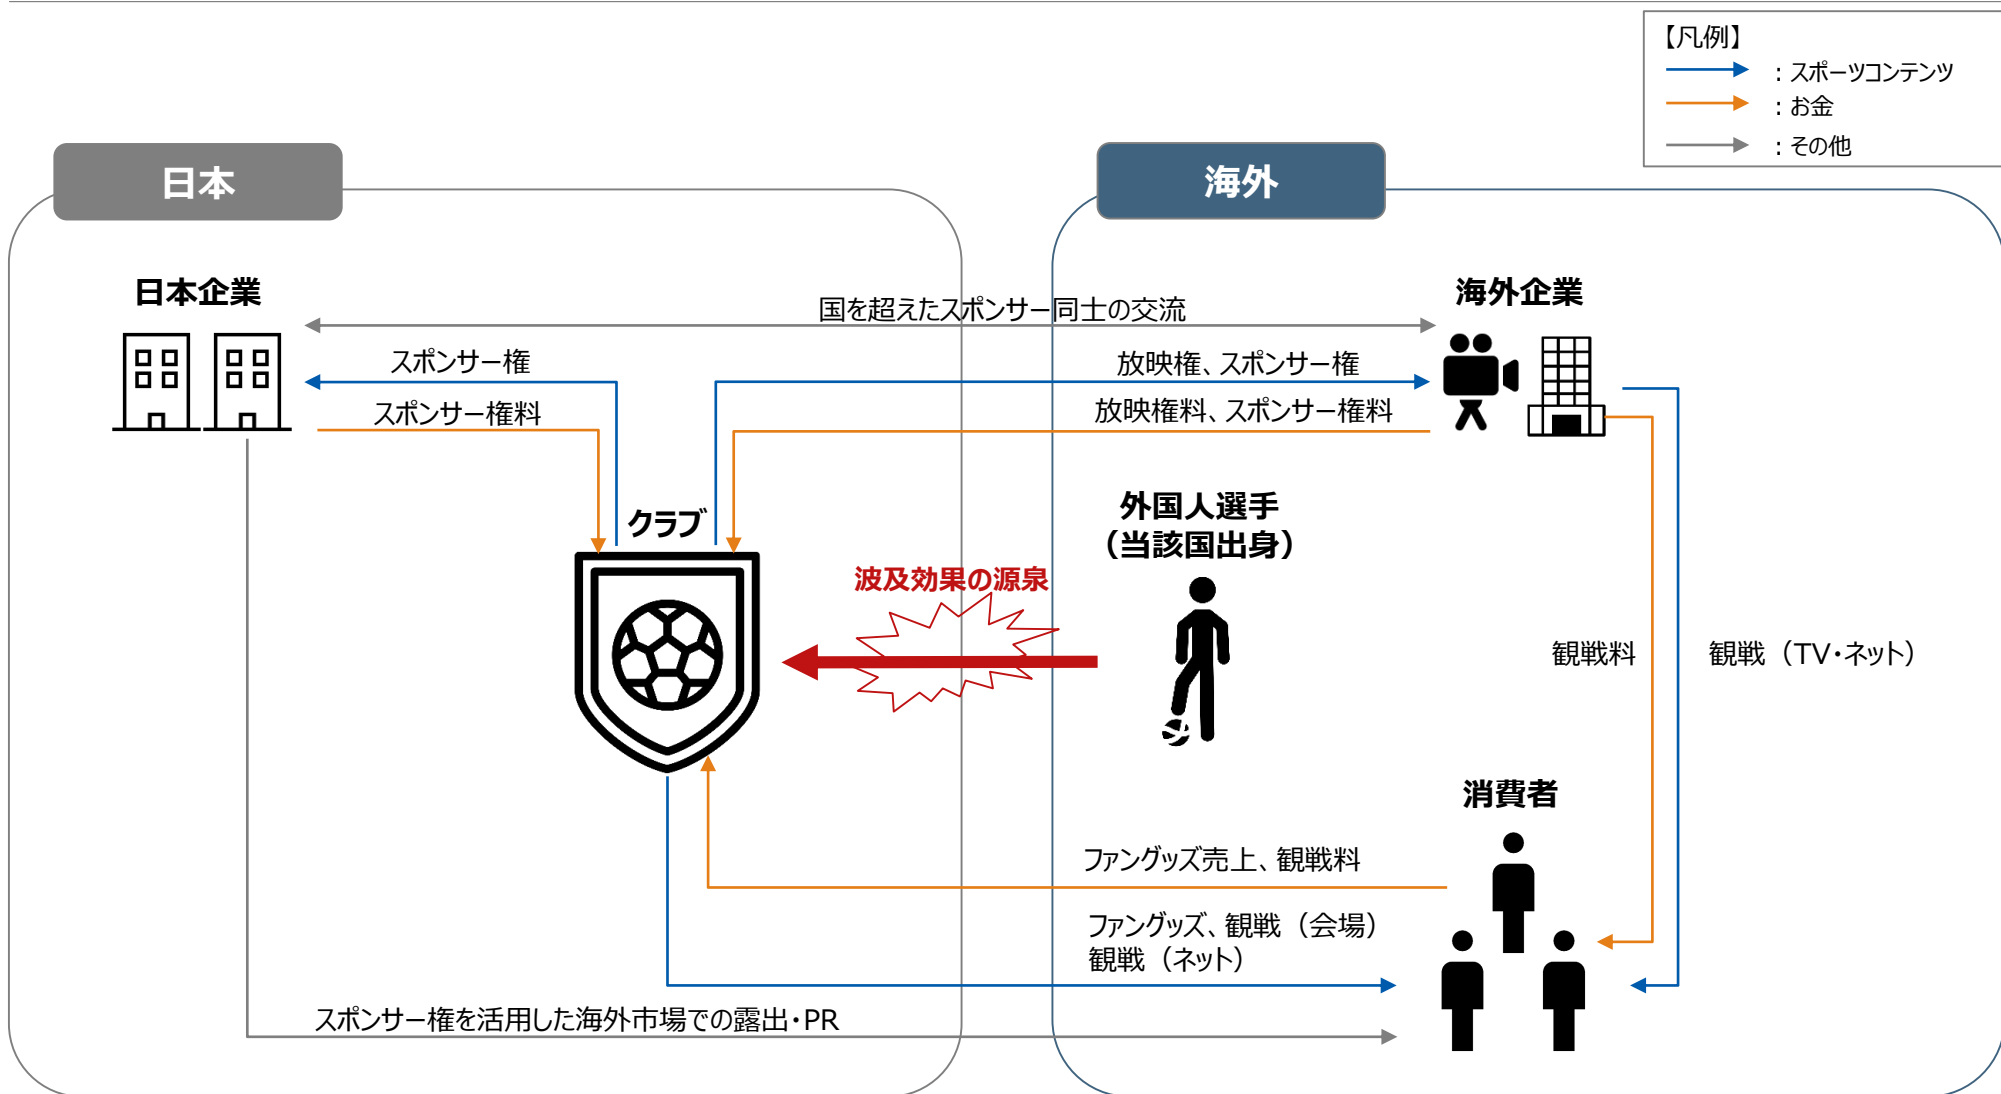 【凡例】
：スポーツコンテンツ
：お金
：その他
日本
海外
日本企業
海外企業
国を超えたスポンサー同士の交流
スポンサー権
放映権、スポンサー権
スポンサー権料
放映権料、スポンサー権料
クラブ
外国人選手
（当該国出身）
波及効果の源泉
観戦料
観戦（TV・ネット）
消費者
ファングッズ売上、観戦料
ファングッズ、観戦（会場）
観戦（ネット）
スポンサー権を活用した海外市場での露出・PR